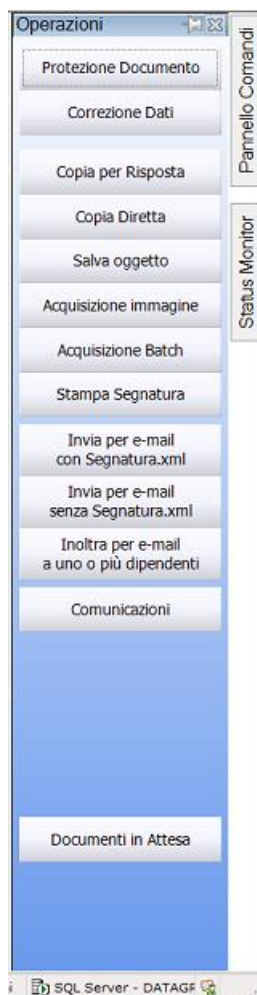 Operazioni
Protezione Documento
Correzione Dati
Copia per Risposta
Copia Diretta
Salva oggetto
Acquisizione immagine
Acquisizione Batch
Stampa Segnatura
Invia per e-mail
con Segnatura.xml
Invia per e-mail
senza Segnatura.xml
Inoltra per e-mail
a uno o più dipendenti
Comunicazioni
Documenti in Attesa
Pannello Comandi
Status Monitor
SQL Server - DATAGR